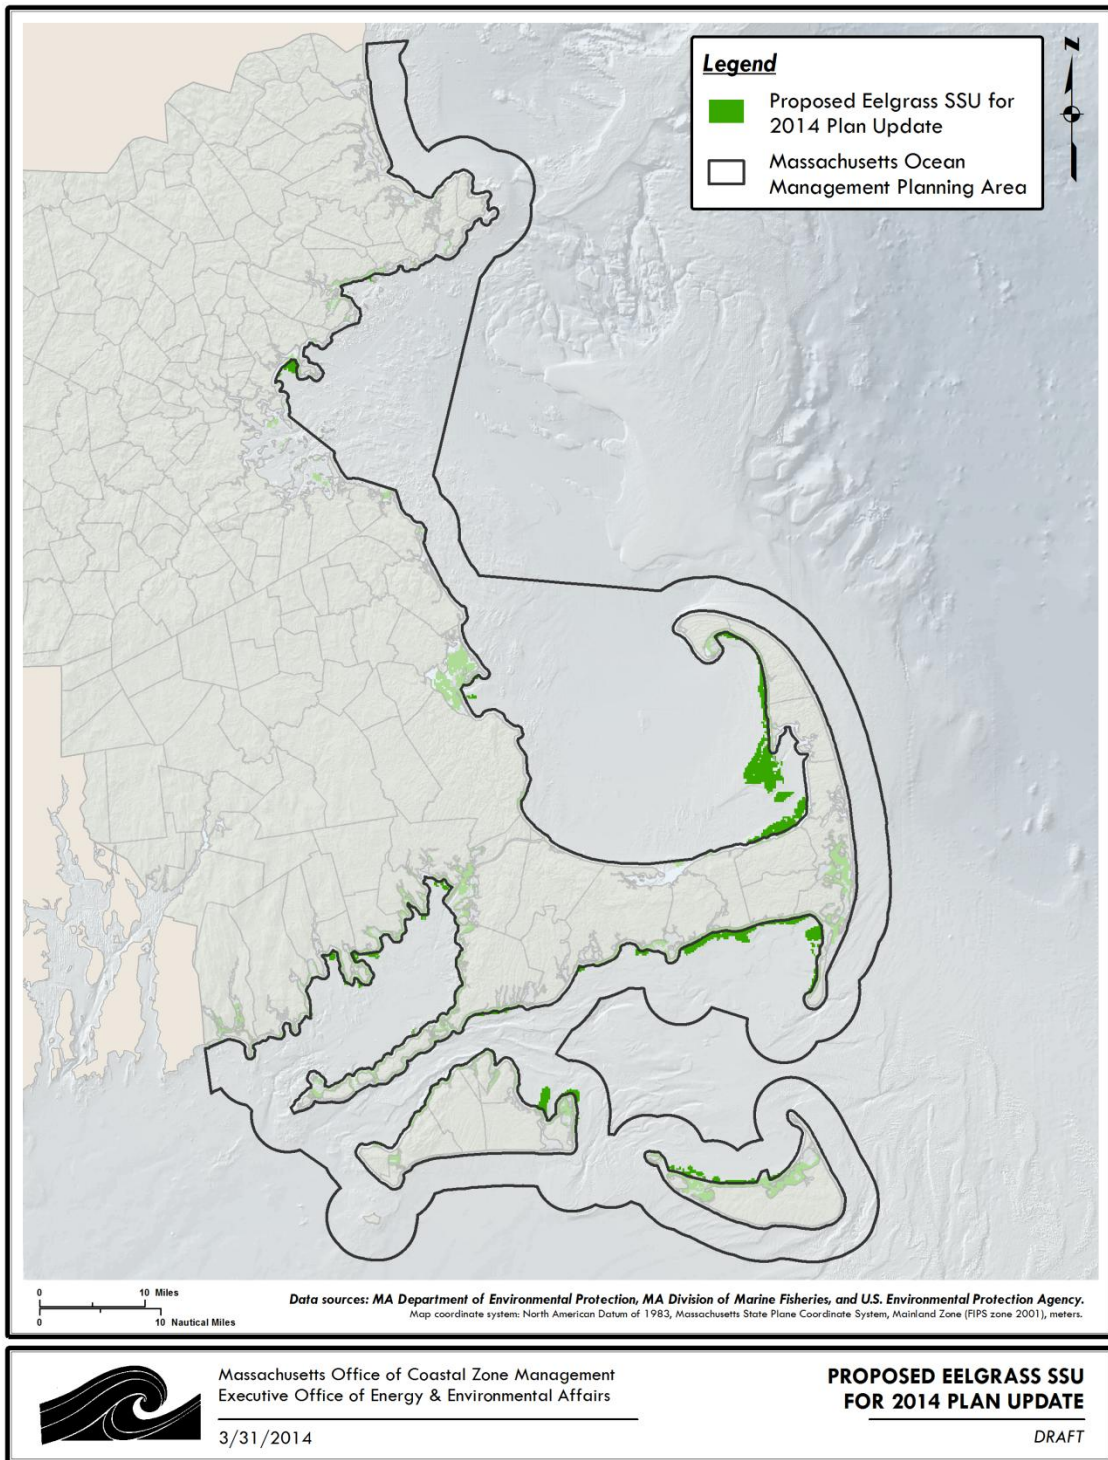 Legend
Proposed Eelgrass SSU for
2014 Plan Update
Massachusetts Ocean
Management Planning Area
N
0 10 Miles
0 10 Nautical Miles
Data sources: MA Department of Environmental Protection, MA Division of Marine Fisheries, and U.S. Environmental Protection Agency.
Map coordinate system: North American Datum of 1983, Massachusetts State Plane Coordinate System, Mainland Zone (FIPS zone 2001), meters.
Massachusetts Office of Coastal Zone Management
Executive Office of Energy & Environmental Affairs
3/31/2014
PROPOSED EELGRASS SSU
FOR 2014 PLAN UPDATE
DRAFT